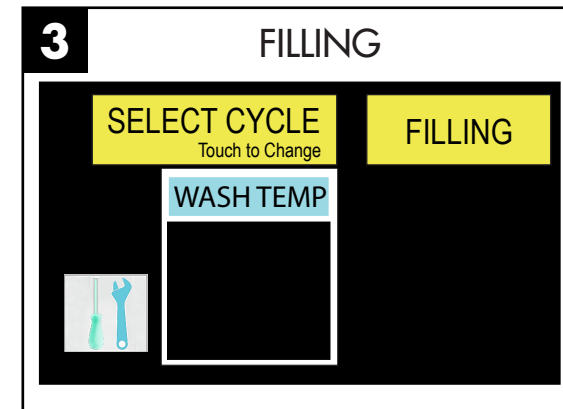 3
FILLING
SELECT CYCLE
Touch to Change
FILLING
WASH TEMP